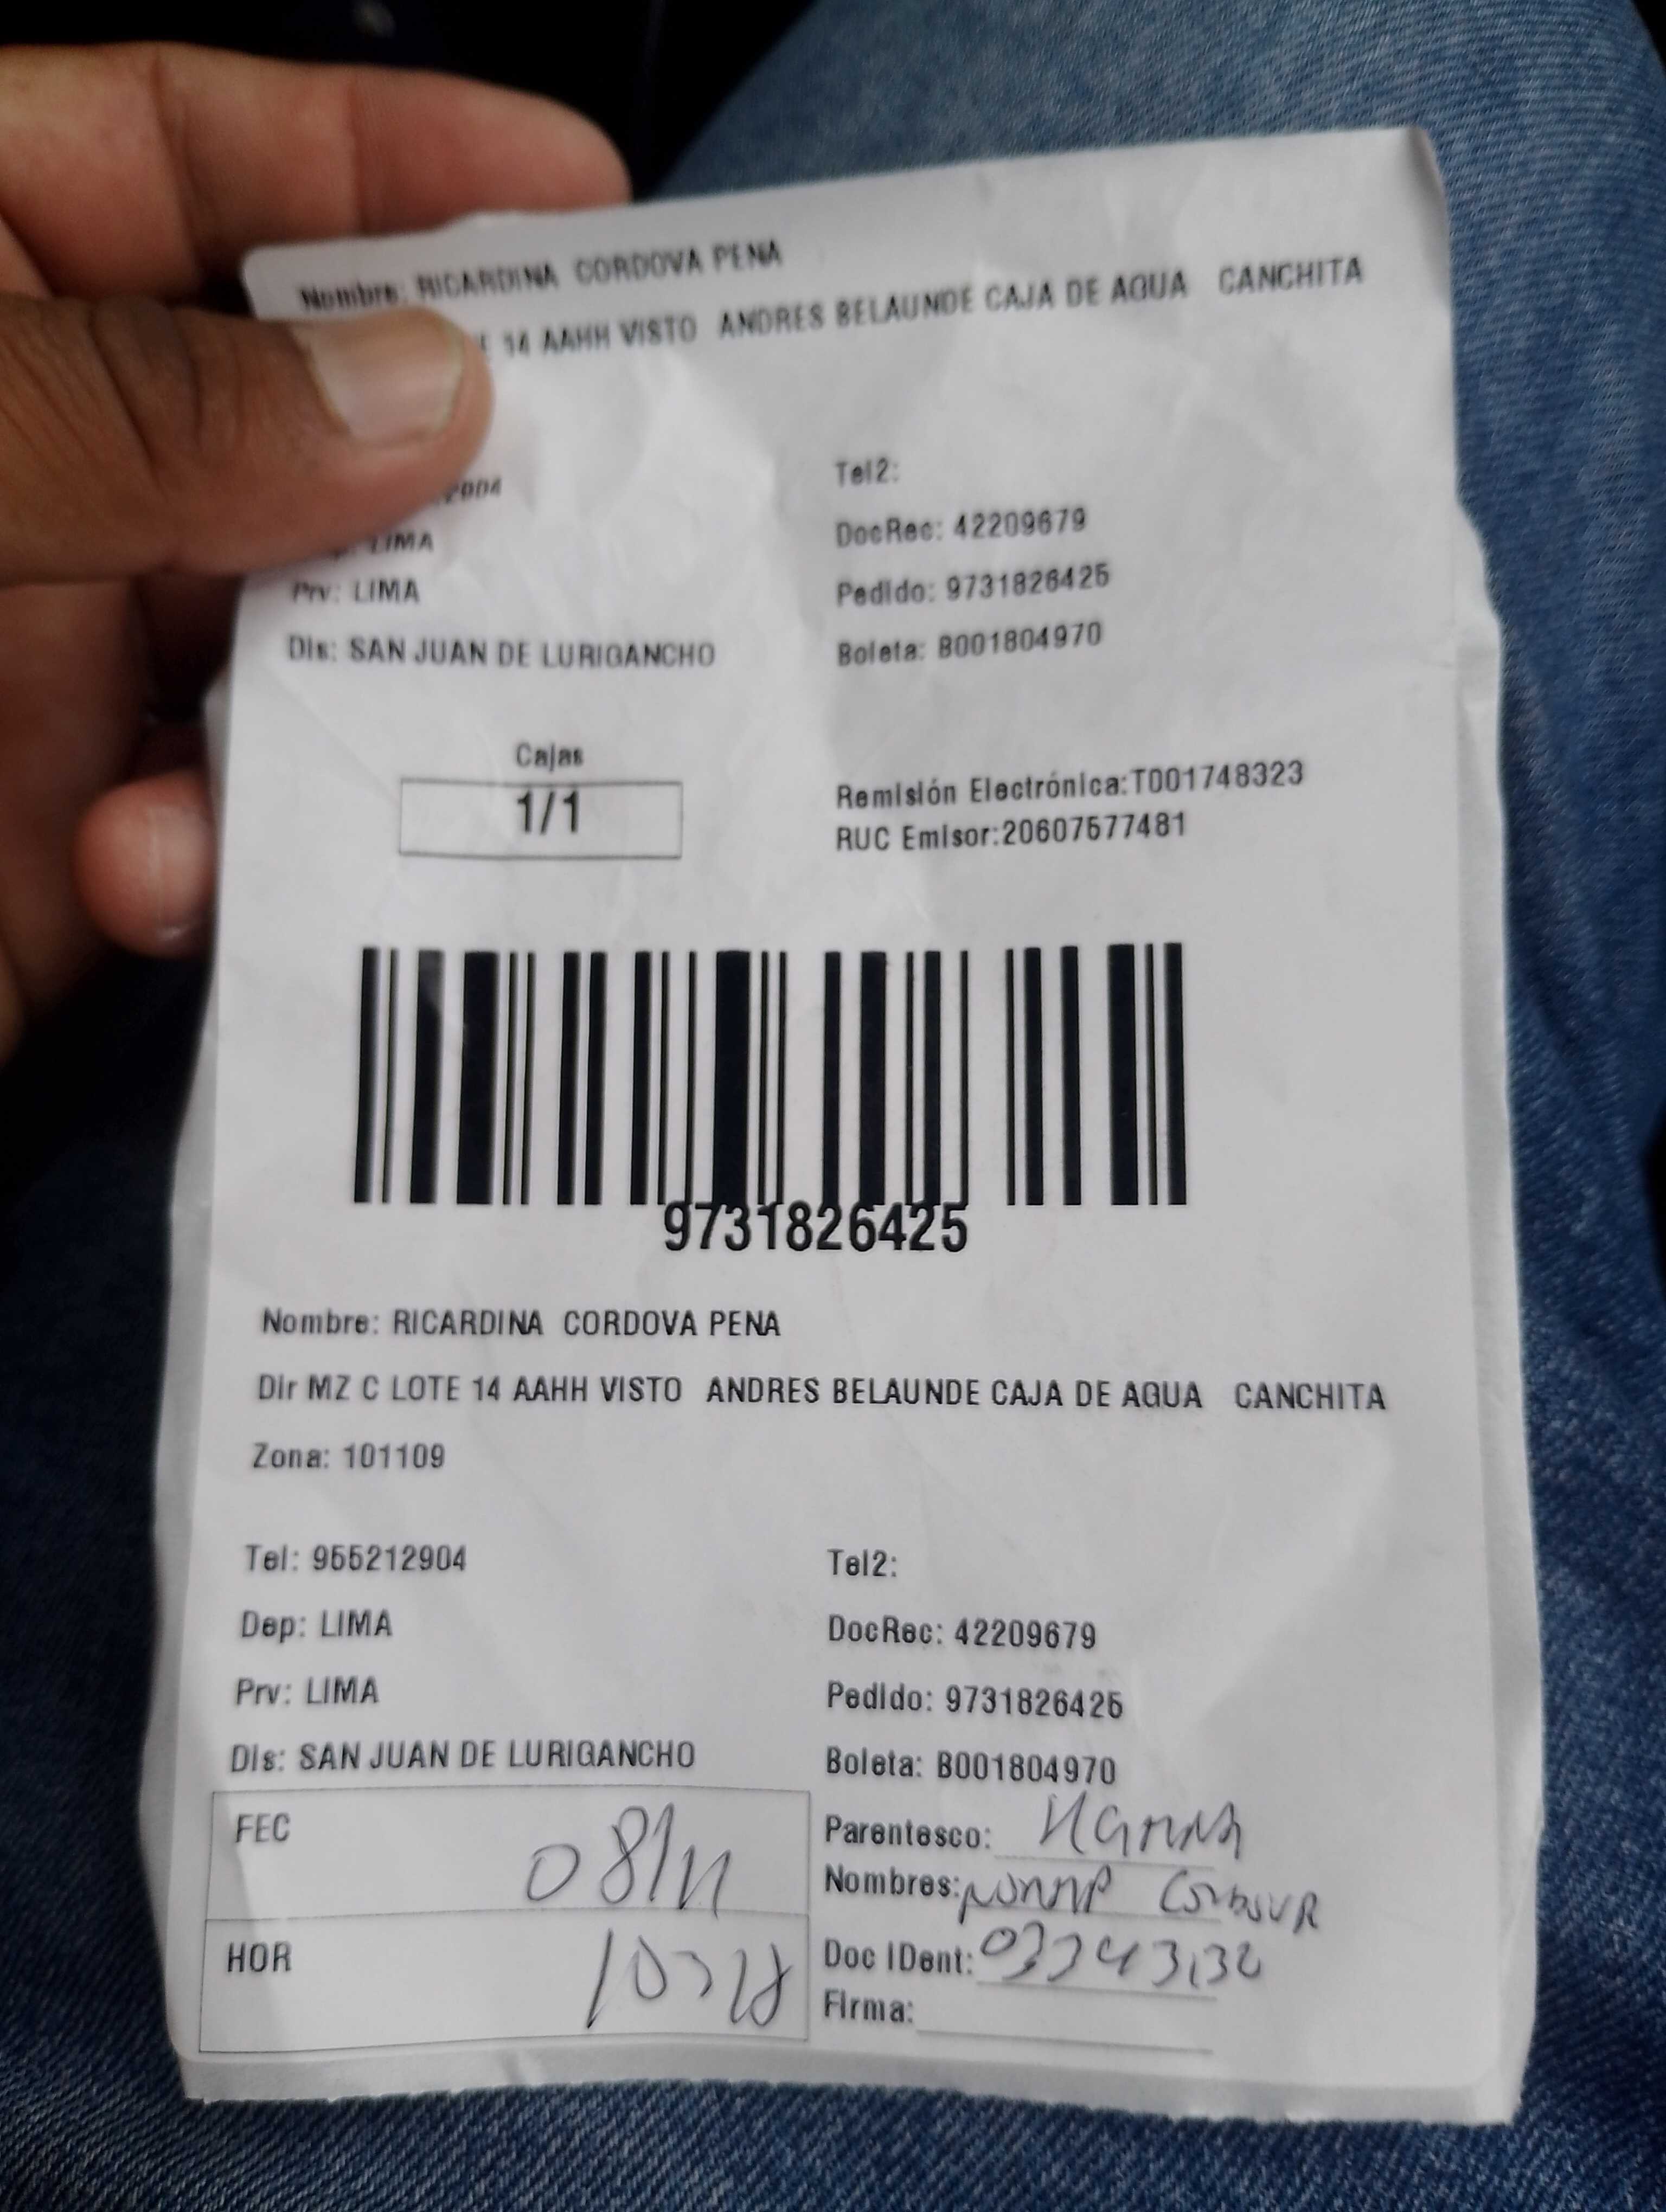 Nombre: RICARDINA CORDOVA PENA
14 AAHH VISTO ANDRES BELAUNDE CAJA DE AGUA CANCHITA
2904
Tel2:
LIMA
DocRec: 42209679
Prv: LIMA
Pedido: 9731826425
Dis: SAN JUAN DE LURIGANCHO
Boleta: B001804970
Cajas
1/1
Remisión Electrónica:T001748323
RUC Emisor:20607577481
9731826425
Nombre: RICARDINA CORDOVA PENA
Dir MZ C LOTE 14 AAHH VISTO ANDRES BELAUNDE CAJA DE AGUA CANCHITA
Zona: 101109
Tel: 955212904
Tel2:
Dep: LIMA
DocRec: 42209679
Prv: LIMA
Pedido: 9731826425
Dis: SAN JUAN DE LURIGANCHO
Boleta: B001804970
FEC 08/11
Parentesco:
Nombres:
HOR
Doc IDent:
Firma: